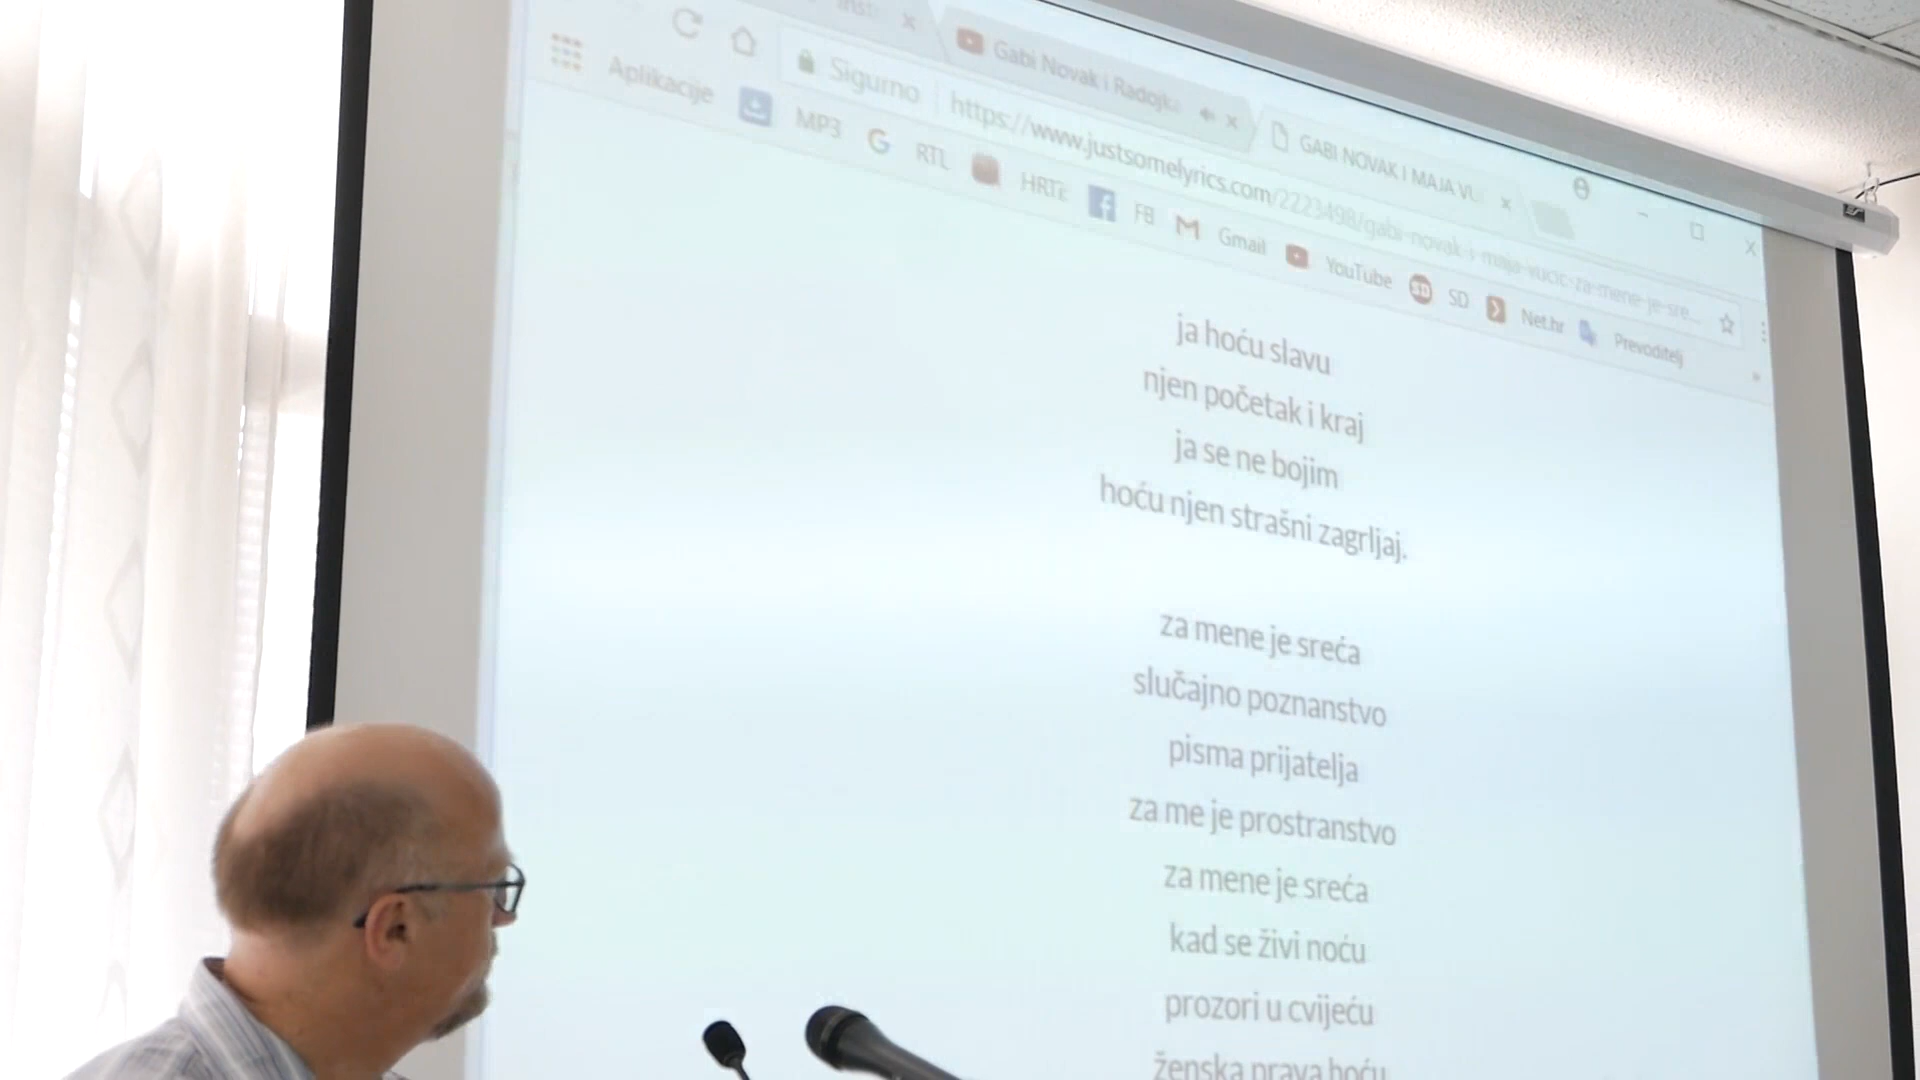 Gabi Novak i Radojka
GABI NOVAK I MAJA VU
Sigurno
https://www.justsomelyrics.com/2223498/gabi-novak-i-maja-vucic-za-mene-je-sre...
Aplikacije
MP3
RTL
HRTi
FB
Gmail
YouTube
SD
SD
Net.hr
Prevoditelj
ja hoću slavu
njen početak i kraj
ja se ne bojim
hoću njen strašni zagrljaj.
za mene je sreća
slučajno poznanstvo
pisma prijatelja
za me je prostranstvo
za mene je sreća
kad se živi noću
prozori u cvijeću
ženska prava hoću